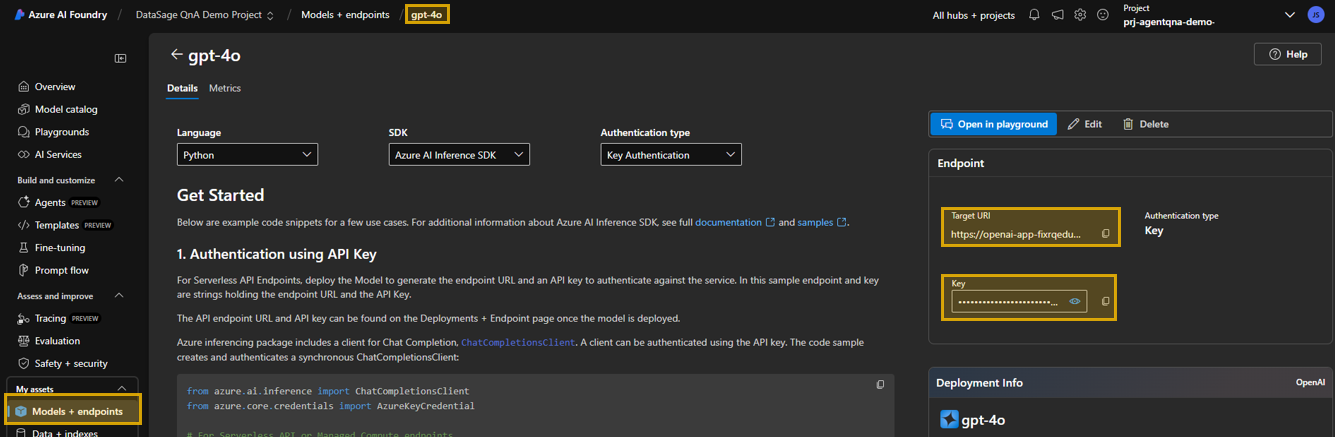 Azure AI Foundry / DataSage QnA Demo Project / Models + endpoints / gpt-4o
All hubs + projects
Project
prj-agentqna-demo-
JS
Overview
Model catalog
Playgrounds
AI Services
Build and customize
Agents PREVIEW
Templates PREVIEW
Fine-tuning
Prompt flow
Assess and improve
Tracing PREVIEW
Evaluation
Safety + security
My assets
Models + endpoints
Data + indexes
gpt-4o
Help
Details Metrics
Language SDK Authentication type
Python Azure AI Inference SDK Key Authentication
Get Started
Below are example code snippets for a few use cases. For additional information about Azure AI Inference SDK, see full documentation and samples.
1. Authentication using API Key
For Serverless API Endpoints, deploy the Model to generate the endpoint URL and an API key to authenticate against the service. In this sample endpoint and key
are strings holding the endpoint URL and the API Key.
The API endpoint URL and API key can be found on the Deployments + Endpoint page once the model is deployed.
Azure inferencing package includes a client for Chat Completion, ChatCompletionsClient. A client can be authenticated using the API key. The code sample
creates and authenticates a synchronous ChatCompletionsClient:
from azure.ai.inference import ChatCompletionsClient
from azure.core.credentials import AzureKeyCredential
# For Serverless API or Managed Compute endpoints
Open in playground Edit Delete
Endpoint
Target URI
https://openai-app-fixrqedu...
Authentication type
Key
Key
Deployment Info OpenAI
gpt-4o